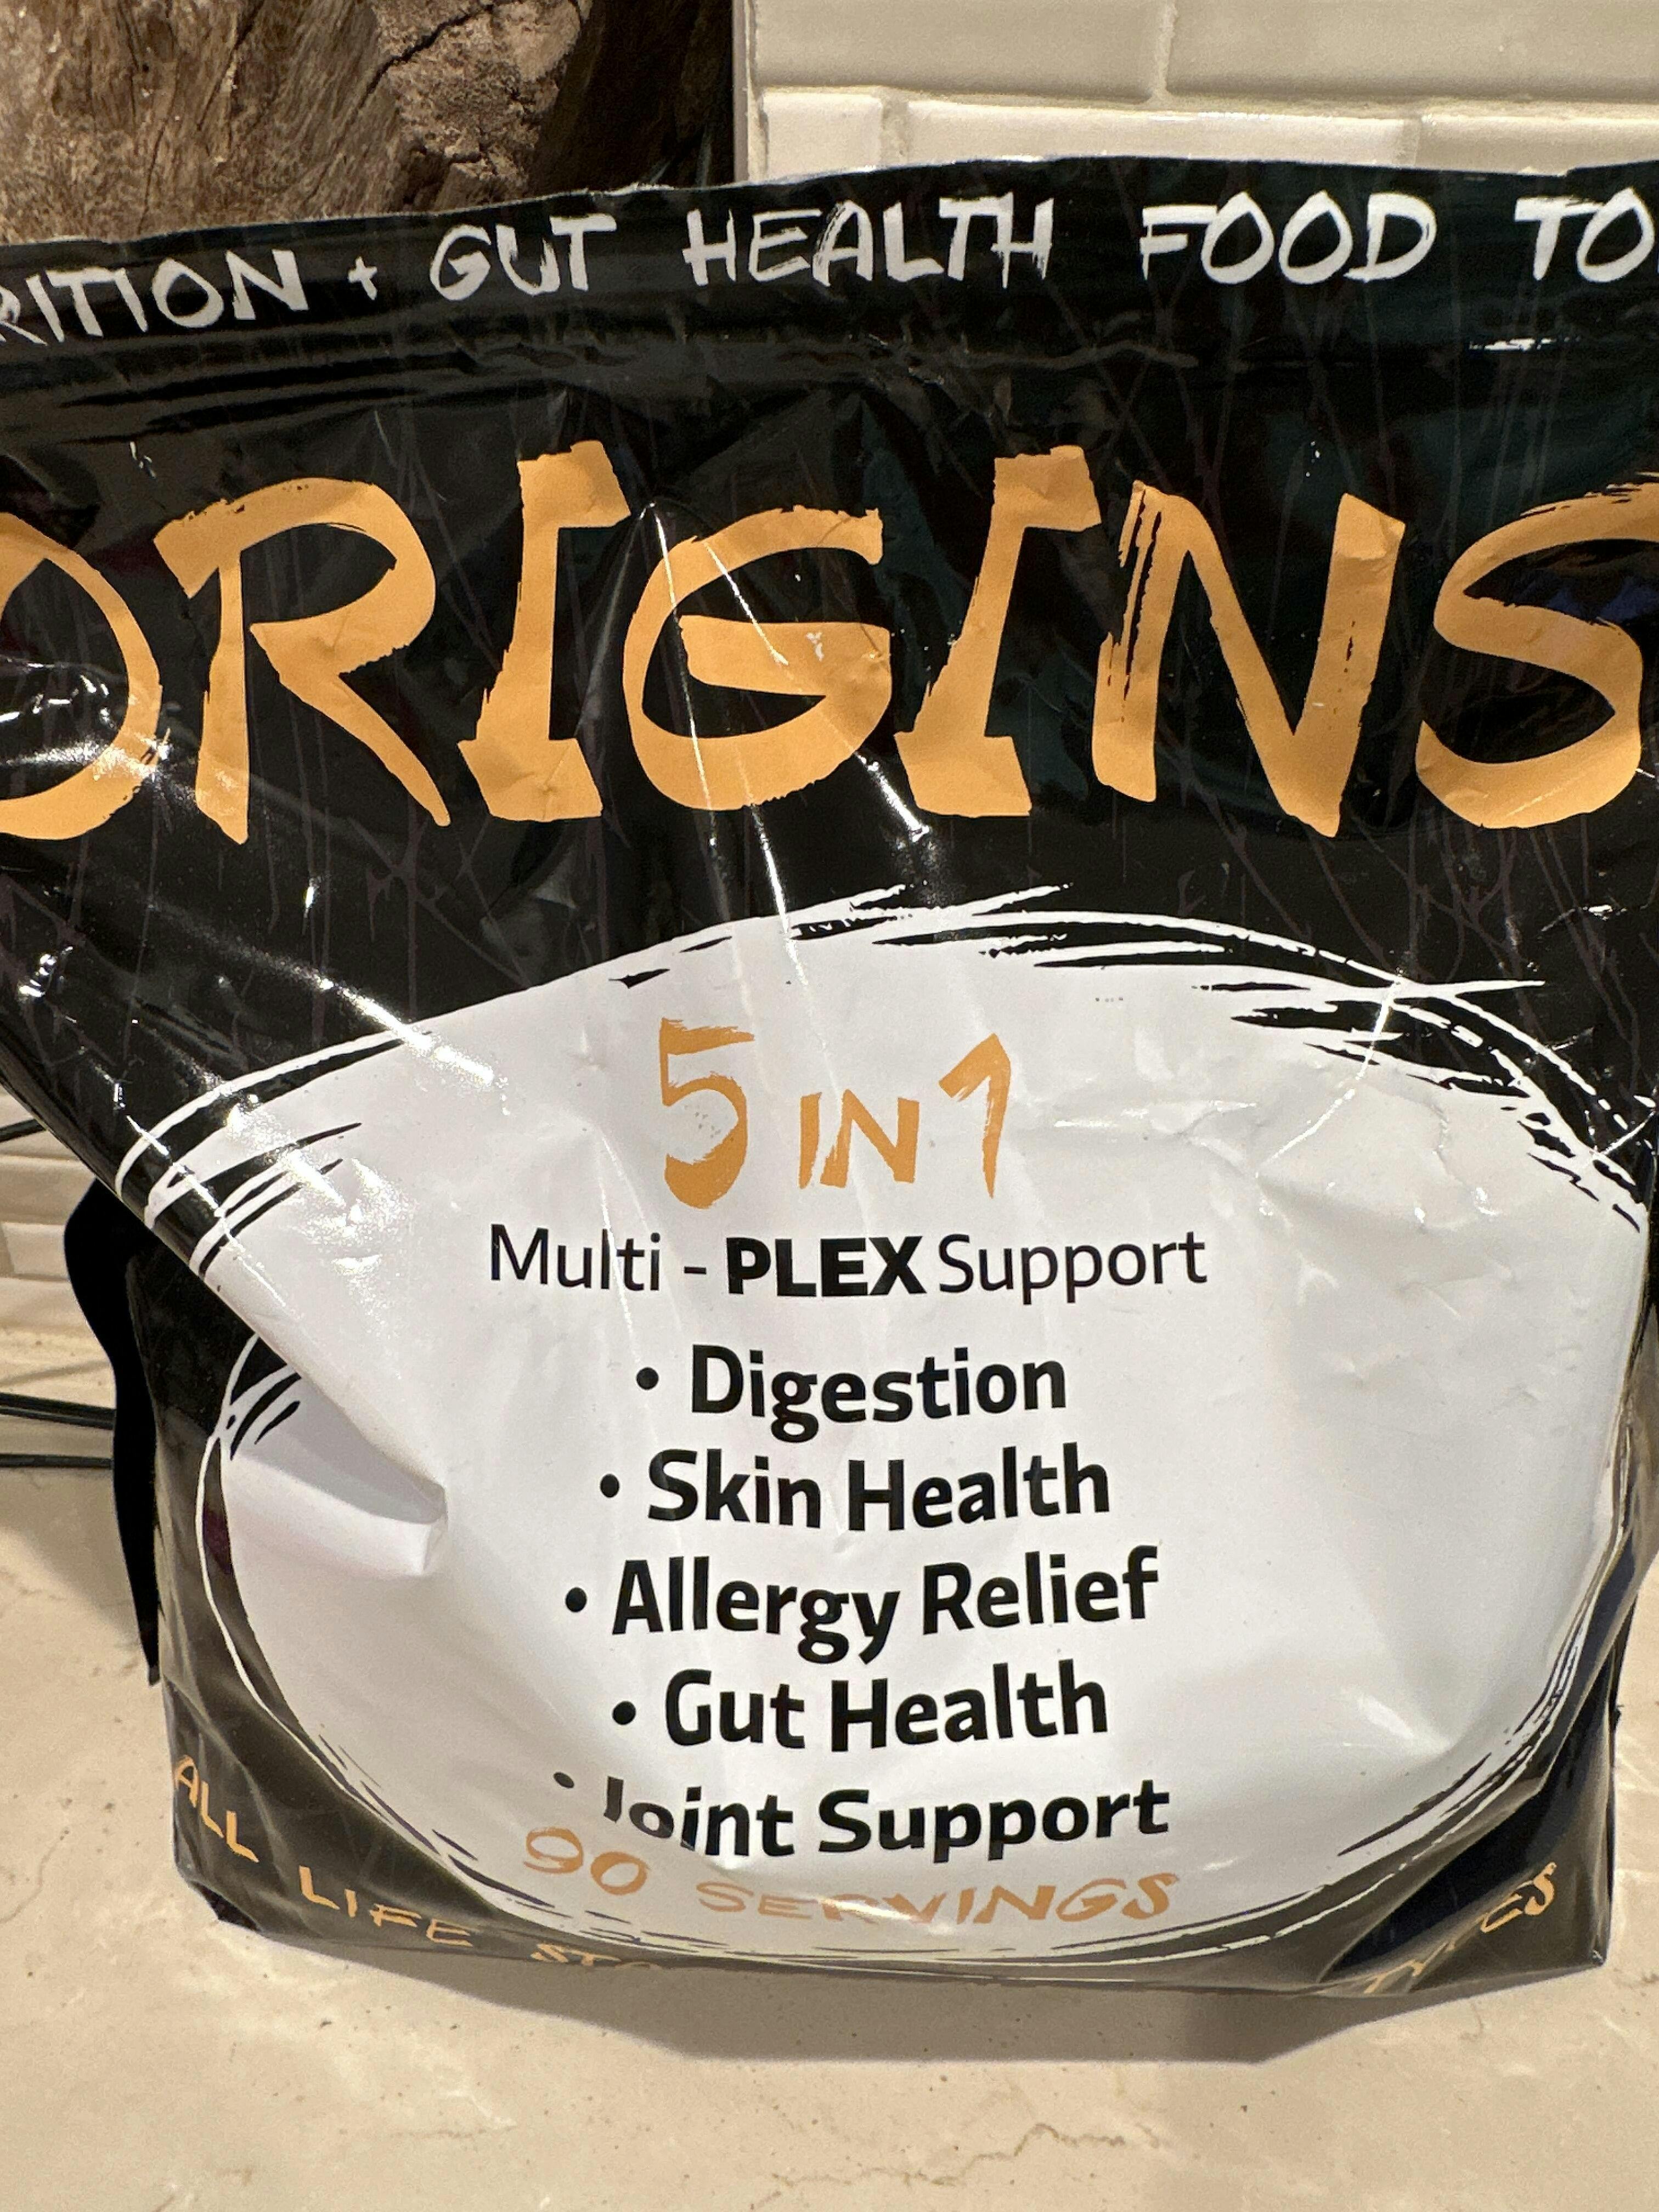 RITION + GUT HEALTH FOOD TO
ORIGINS
5 IN 1
Multi - PLEX Support
• Digestion
• Skin Health
• Allergy Relief
• Gut Health
• Joint Support
90 SERVINGS
ALL LIFE